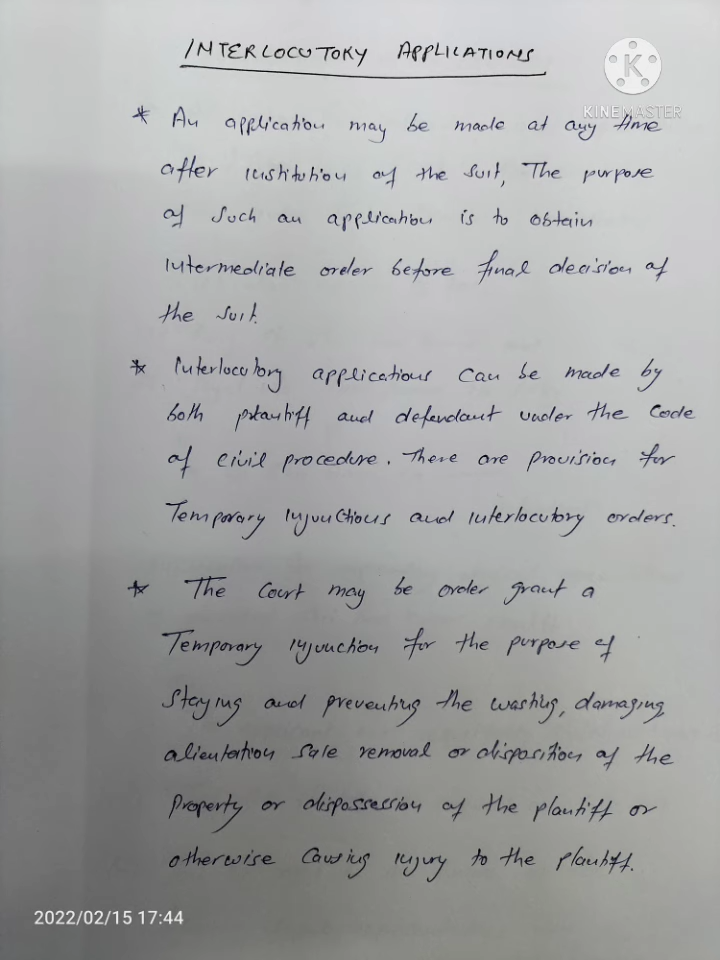 INTERLOCUTORY APPLICATIONS
K
KINEMASTER
* An application may be made at any time
after institution of the suit, The purpose
of such an application is to obtain
intermediate order before final decision of
the suit.
* Interlocutory applications can be made by
both plantiff and defendant under the code
of civil procedure. There are provision for
Temporary injunctions and interlocutory orders.
* The Court may be order grant a
Temporary injunction for the purpose of
staying and preventing the wasting, damaging,
alientation sale removal or disposition of the
property or dispossession of the plantiff or
otherwise causing injury to the plantiff.
2022/02/15 17:44